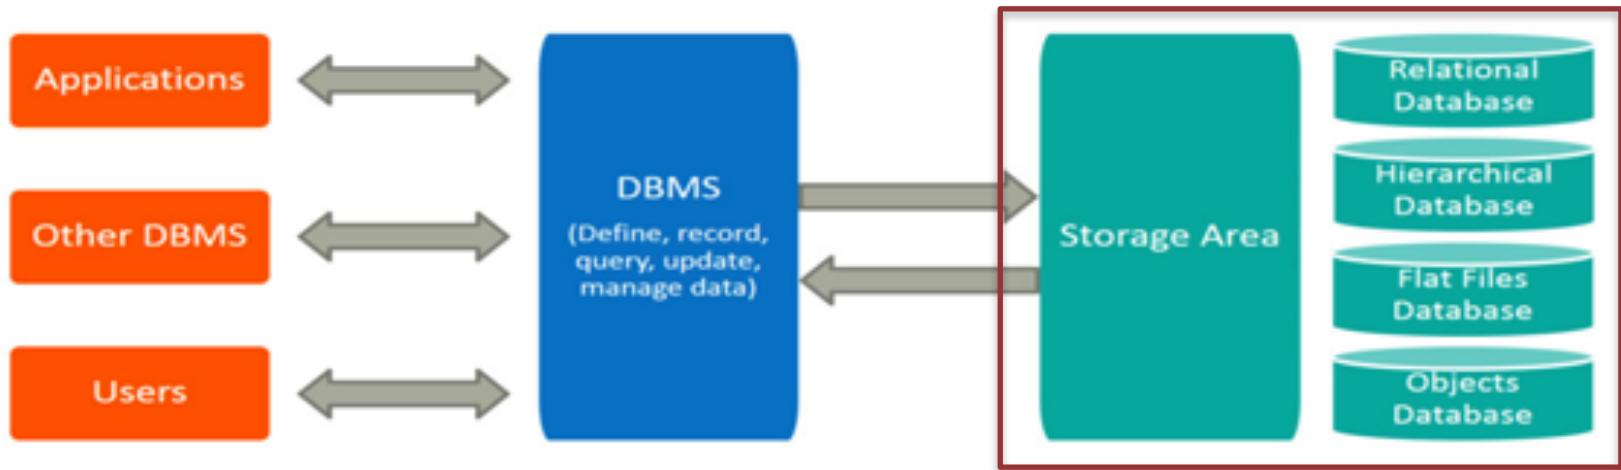 Applications
Other DBMS
Users
DBMS
(Define, record,
query, update,
manage data)
Storage Area
Relational
Database
Hierarchical
Database
Flat Files
Database
Objects
Database